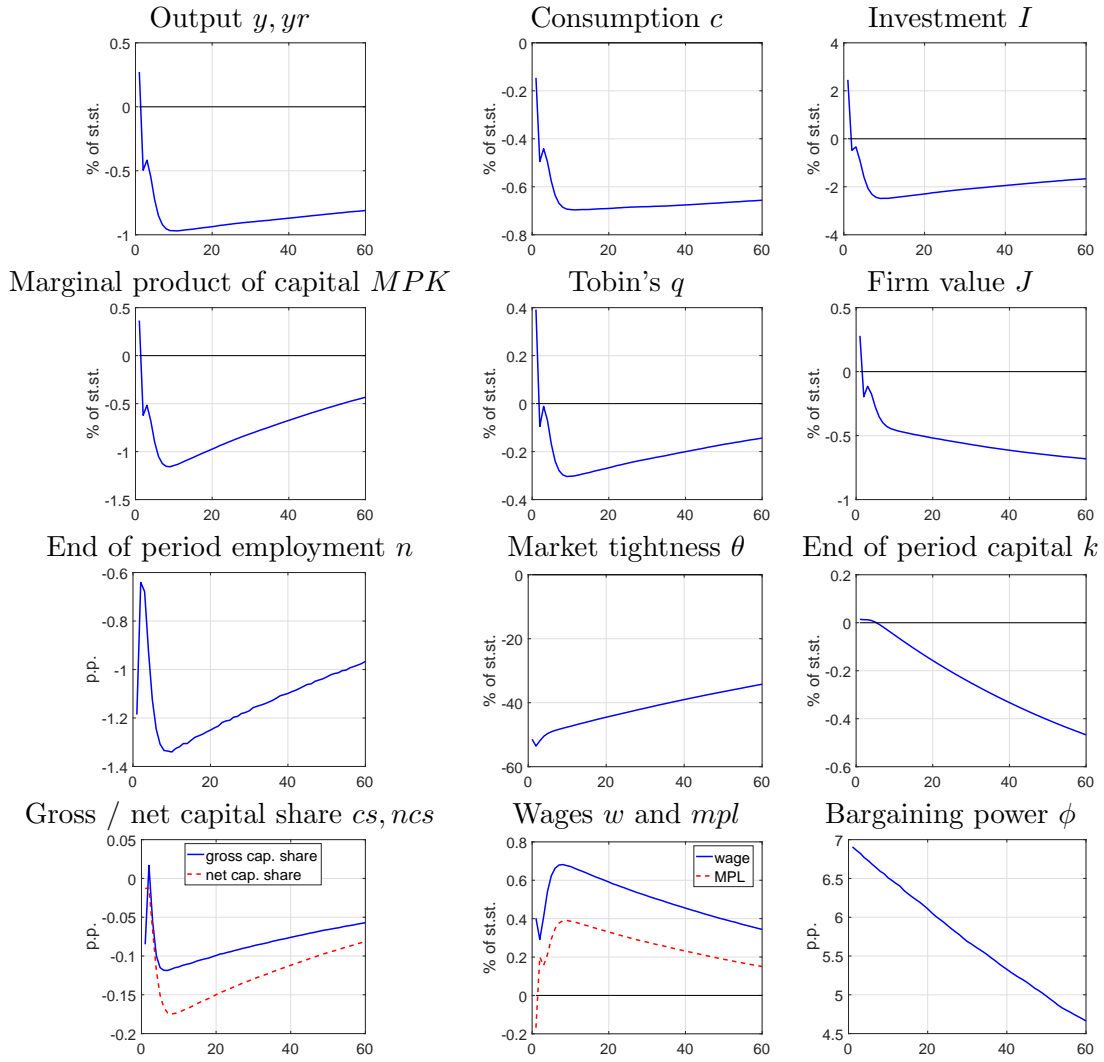 Output y, yr
Consumption c
Investment I
% of st.st.
0.5
0
-0.5
-1
0 20 40 60
% of st.st.
0
-0.2
-0.4
-0.6
-0.8
0 20 40 60
% of st.st.
4
2
0
-2
-4
0 20 40 60
Marginal product of capital MPK
Tobin's q
Firm value J
% of st.st.
0.5
0
-0.5
-1
-1.5
0 20 40 60
% of st.st.
0.4
0.2
0
-0.2
-0.4
0 20 40 60
% of st.st.
0.5
0
-0.5
-1
0 20 40 60
End of period employment n
Market tightness θ
End of period capital k
p.p.
-0.6
-0.8
-1
-1.2
-1.4
0 20 40 60
% of st.st.
0
-20
-40
-60
0 20 40 60
% of st.st.
0.2
0
-0.2
-0.4
-0.6
0 20 40 60
Gross / net capital share cs, ncs
Wages w and mpl
Bargaining power ϕ
p.p.
0.05
0
-0.05
-0.1
-0.15
-0.2
0 20 40 60
gross cap. share
net cap. share
% of st.st.
0.8
0.6
0.4
0.2
0
-0.2
0 20 40 60
wage
MPL
p.p.
7
6.5
6
5.5
5
4.5
0 20 40 60